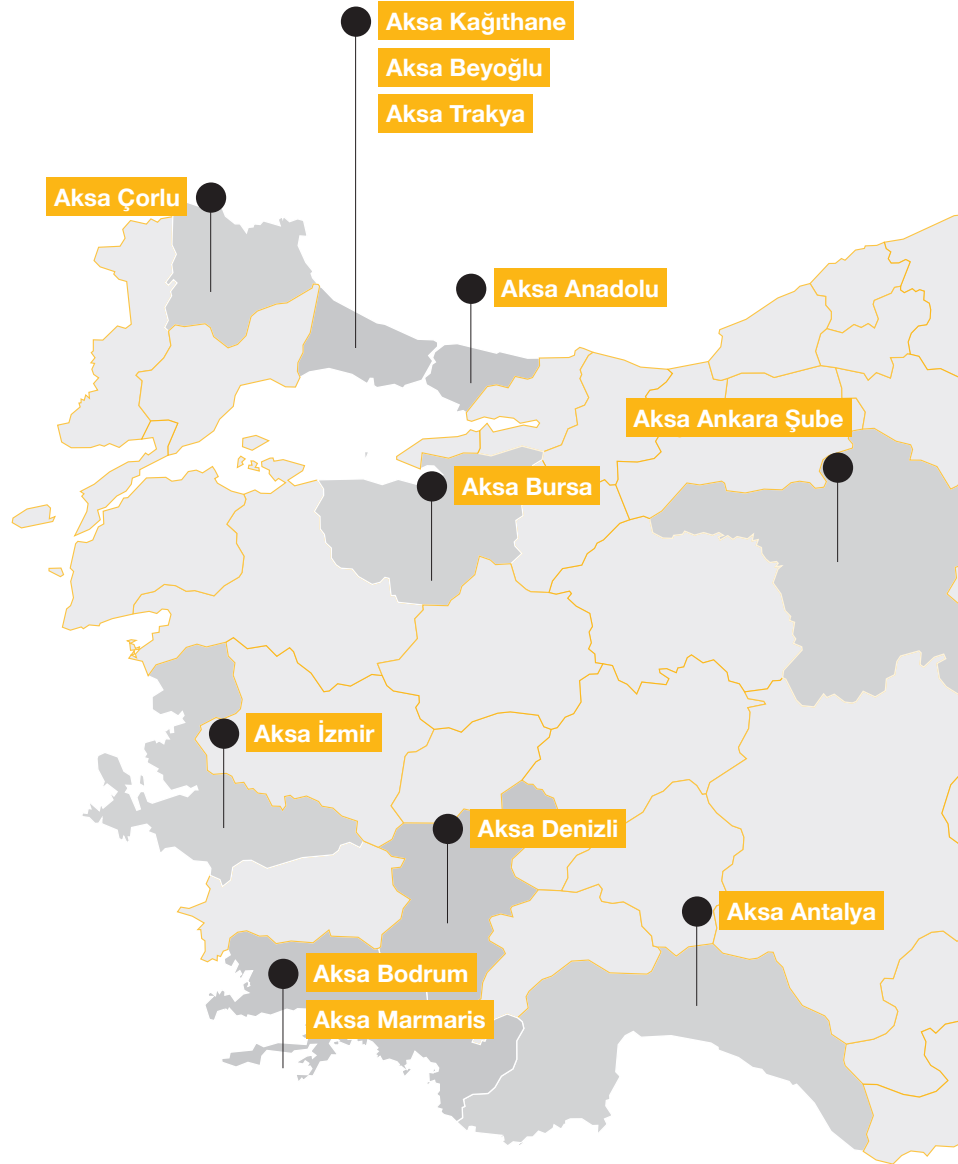 Aksa Kağıthane
Aksa Beyoğlu
Aksa Trakya
Aksa Çorlu
Aksa Anadolu
Aksa Ankara Şube
Aksa Bursa
Aksa İzmir
Aksa Denizli
Aksa Antalya
Aksa Bodrum
Aksa Marmaris